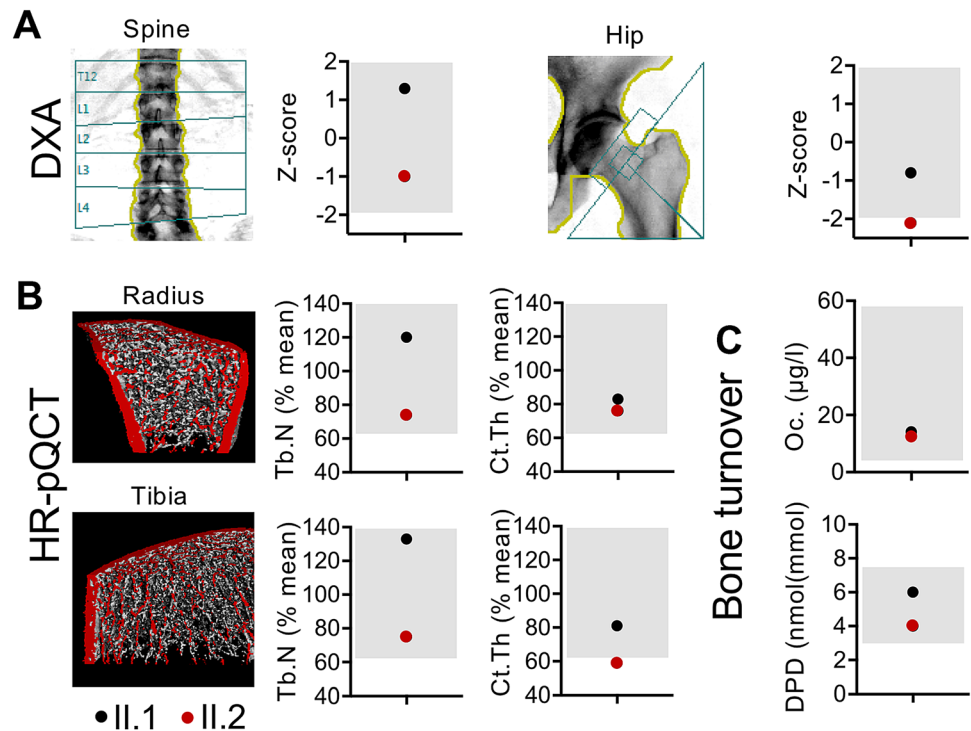 A
Spine
Hip
DXA
T12
L1
L2
L3
L4
Z-score
2
1
0
-1
-2
Z-score
2
1
0
-1
-2
B
Radius
HR-pQCT
Tb.N (% mean)
140
120
100
80
60
40
Ct.Th (% mean)
140
120
100
80
60
40
Tibia
Tb.N (% mean)
140
120
100
80
60
40
Ct.Th (% mean)
140
120
100
80
60
40
II.1
II.2
C
Bone turnover
Oc. (µg/l)
60
40
20
0
DPD (nmol(mmol)
10
8
6
4
2
0